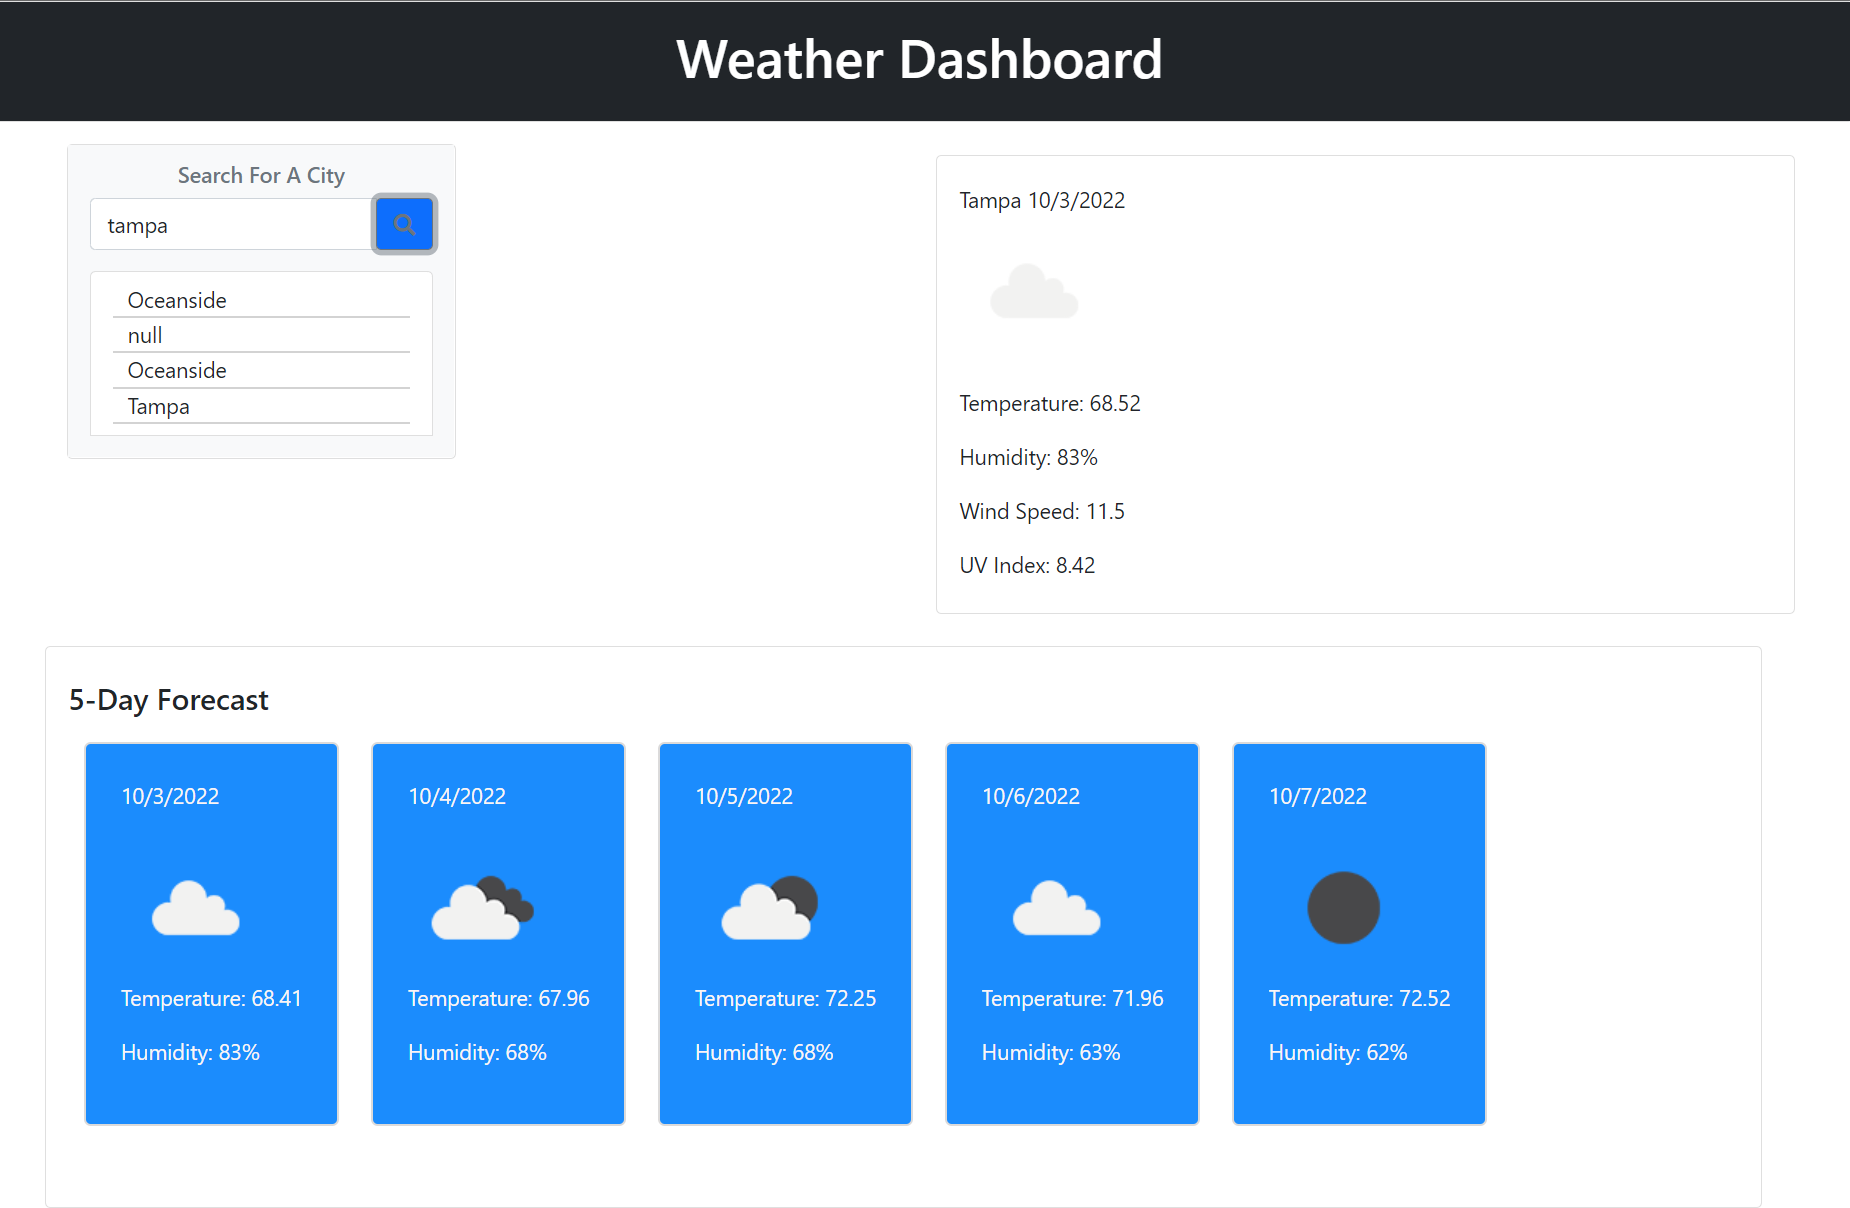 Weather Dashboard
Search For A City
tampa
Oceanside
null
Oceanside
Tampa
Tampa 10/3/2022
Temperature: 68.52
Humidity: 83%
Wind Speed: 11.5
UV Index: 8.42
5-Day Forecast
10/3/2022
Temperature: 68.41
Humidity: 83%
10/4/2022
Temperature: 67.96
Humidity: 68%
10/5/2022
Temperature: 72.25
Humidity: 68%
10/6/2022
Temperature: 71.96
Humidity: 63%
10/7/2022
Temperature: 72.52
Humidity: 62%